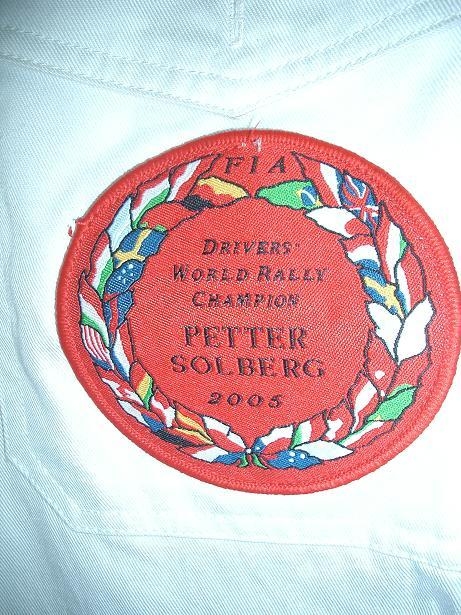 FIA
DRIVERS'
WORLD RALLY
CHAMPION
PETTER
SOLBERG
2005